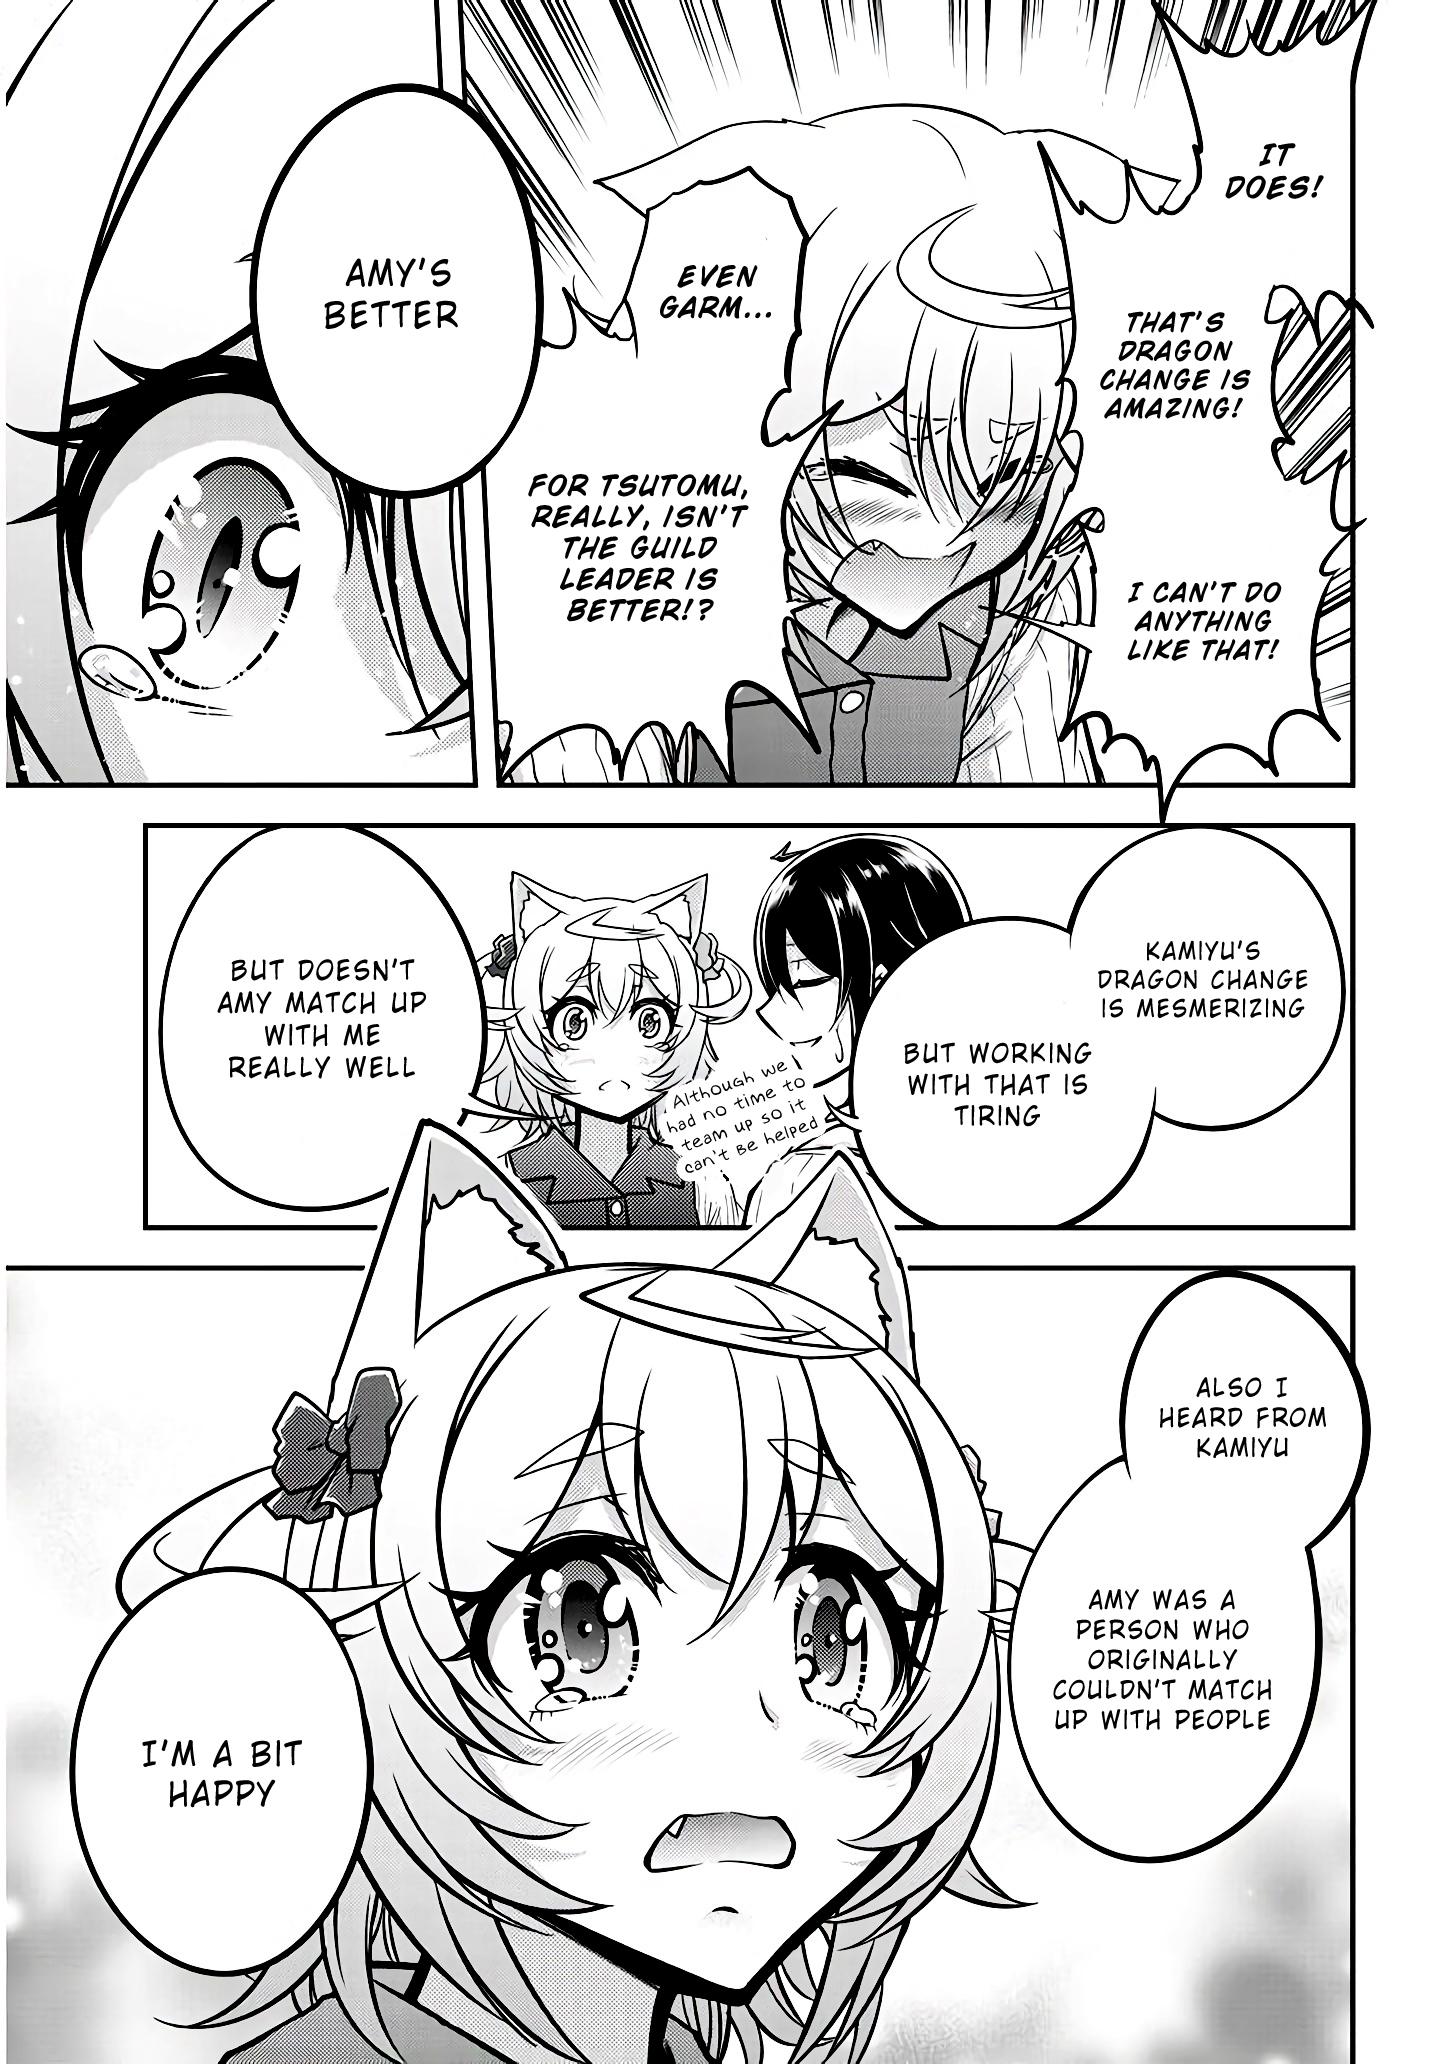 IT
DOES!
THAT'S
DRAGON
CHANGE IS
AMAZING!
I CAN'T DO
ANYTHING
LIKE THAT!
EVEN
GARM...
FOR TSUTOMU,
REALLY, ISN'T
THE GUILD
LEADER IS
BETTER!?
AMY'S
BETTER
KAMIYU'S
DRAGON CHANGE
IS MESMERIZING
BUT WORKING
WITH THAT IS
TIRING
Although we
had no time to
team up so it
can't be helped
BUT DOESN'T
AMY MATCH UP
WITH ME
REALLY WELL
ALSO I
HEARD FROM
KAMIYU
AMY WAS A
PERSON WHO
ORIGINALLY
COULDN'T MATCH
UP WITH PEOPLE
I'M A BIT
HAPPY